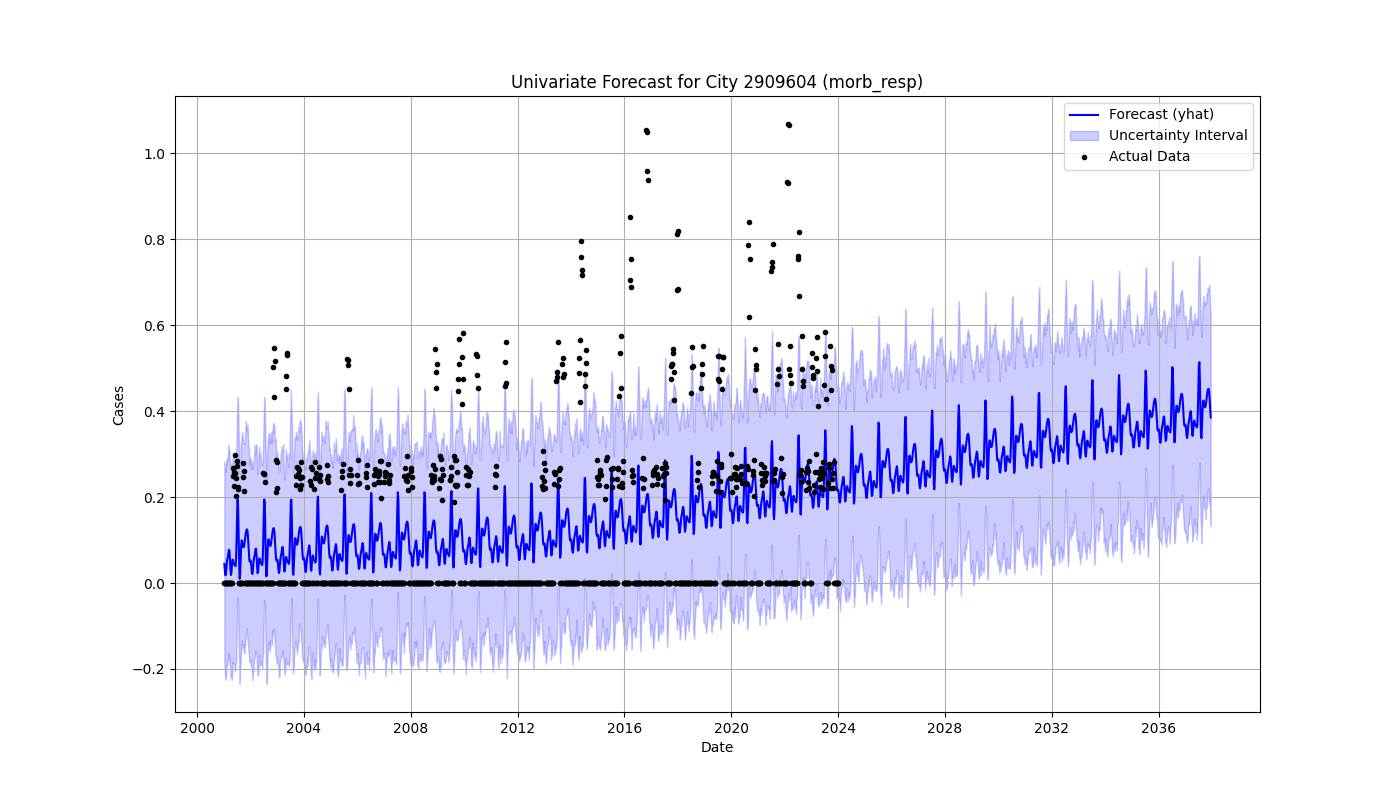 Univariate Forecast for City 2909604 (morb_resp)
Forecast (yhat)
Uncertainty Interval
Actual Data
Cases
1.0
0.8
0.6
0.4
0.2
0.0
−0.2
2000 2004 2008 2012 2016 2020 2024 2028 2032 2036
Date